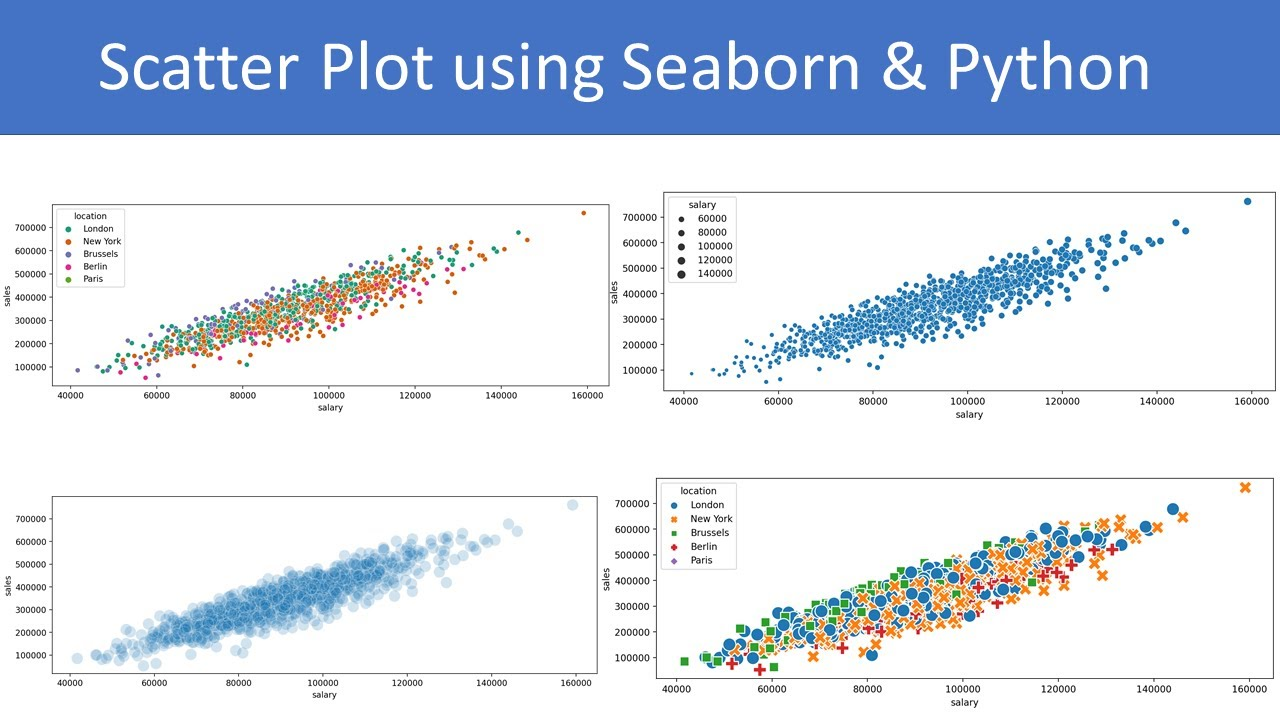 Scatter Plot using Seaborn & Python
location
London
New York
Brussels
Berlin
Paris
700000
600000
500000
400000
300000
200000
100000
sales
40000 60000 80000 100000 120000 140000 160000
salary
salary
60000
80000
100000
120000
140000
700000
600000
500000
400000
300000
200000
100000
sales
40000 60000 80000 100000 120000 140000 160000
salary
700000
600000
500000
400000
300000
200000
100000
sales
40000 60000 80000 100000 120000 140000 160000
salary
location
London
New York
Brussels
Berlin
Paris
700000
600000
500000
400000
300000
200000
100000
sales
40000 60000 80000 100000 120000 140000 160000
salary